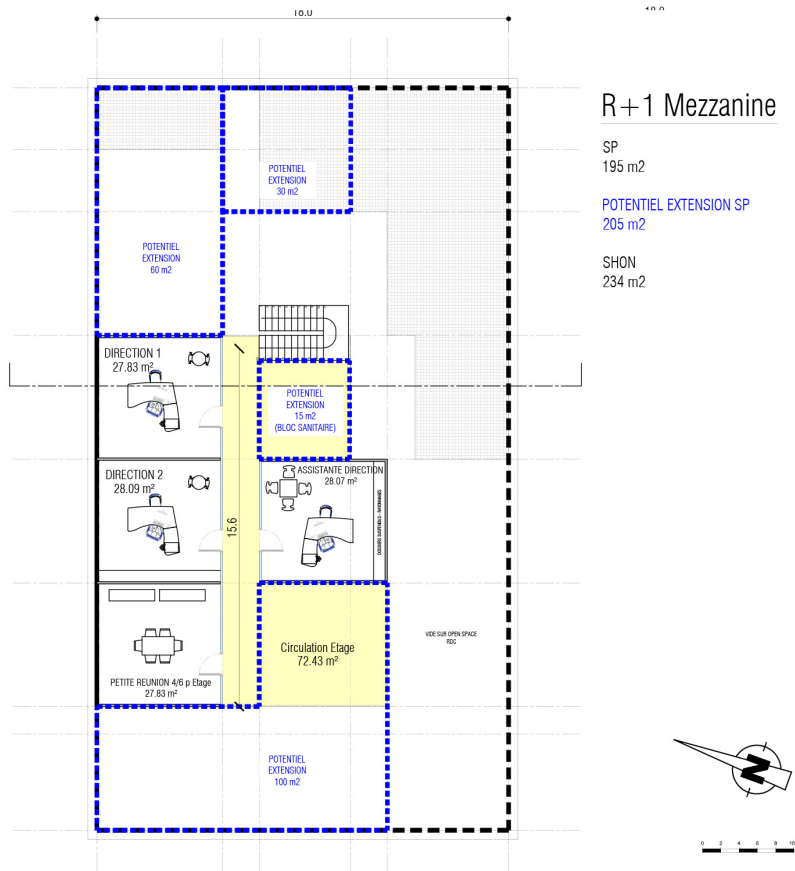 18.0
R+1 Mezzanine
SP
195 m2
POTENTIEL EXTENSION SP
205 m2
SHON
234 m2
POTENTIEL
EXTENSION
30 m2
POTENTIEL
EXTENSION
60 m2
DIRECTION 1
27.83 m²
POTENTIEL
EXTENSION
15 m2
(BLOC SANITAIRE)
DIRECTION 2
28.09 m²
ASSISTANTE DIRECTION
28.07 m²
15.6
VIDE SUR OPEN SPACE
RDC
Circulation Etage
72.43 m²
PETITE REUNION 4/6 p Etage
27.83 m²
POTENTIEL
EXTENSION
100 m2
N
0 2 4 6 8 10